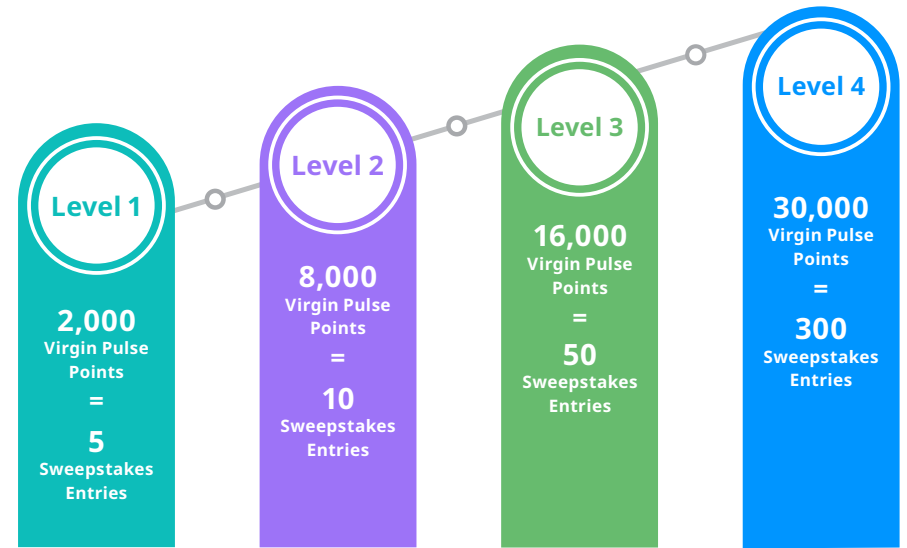 Level 1
2,000
Virgin Pulse
Points
=
5
Sweepstakes
Entries
Level 2
8,000
Virgin Pulse
Points
=
10
Sweepstakes
Entries
Level 3
16,000
Virgin Pulse
Points
=
50
Sweepstakes
Entries
Level 4
30,000
Virgin Pulse
Points
=
300
Sweepstakes
Entries